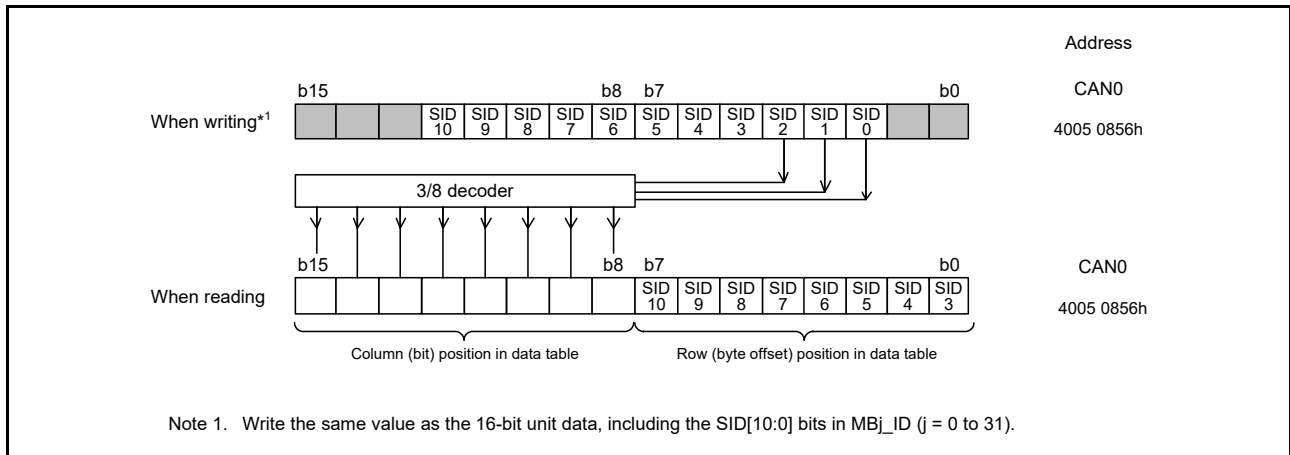 Address
b15 b8 b7 b0 CAN0
When writing*1 SID 10 SID 9 SID 8 SID 7 SID 6 SID 5 SID 4 SID 3 SID 2 SID 1 SID 0 4005 0856h
3/8 decoder
b15 b8 b7 b0 CAN0
When reading SID 10 SID 9 SID 8 SID 7 SID 6 SID 5 SID 4 SID 3 4005 0856h
Column (bit) position in data table Row (byte offset) position in data table
Note 1. Write the same value as the 16-bit unit data, including the SID[10:0] bits in MBj_ID (j = 0 to 31).